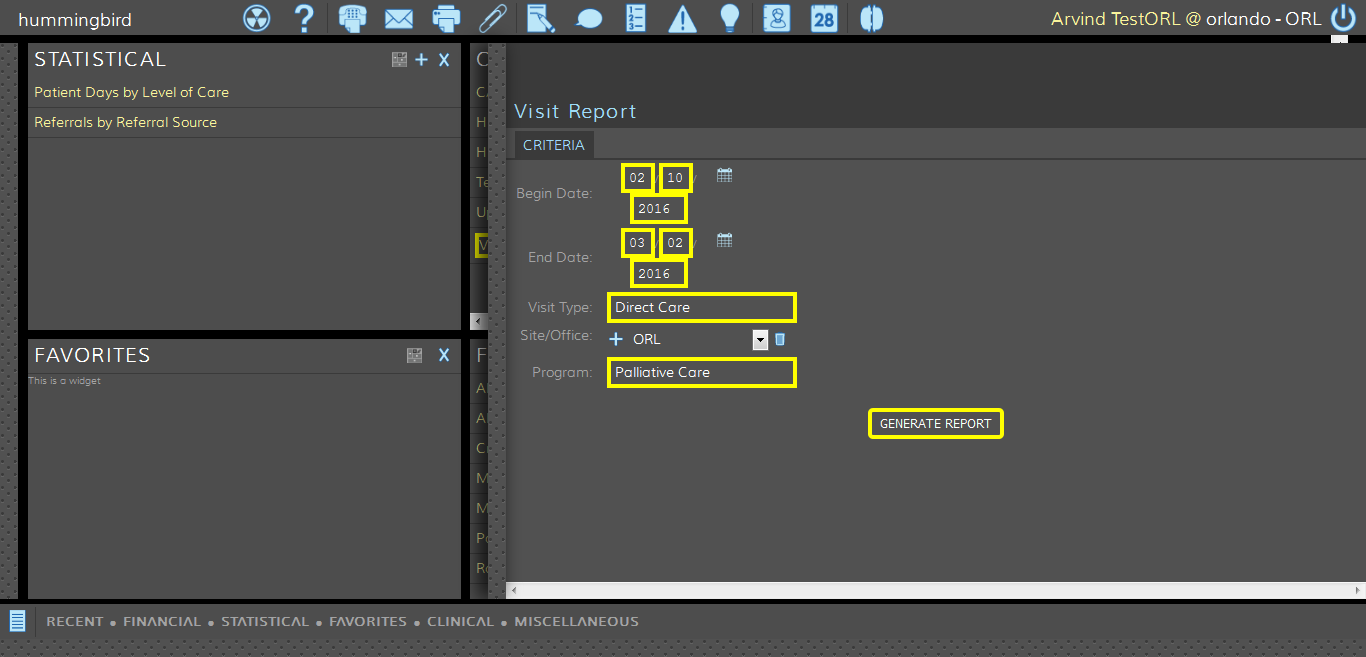 hummingbird
28
Arvind TestORL @ orlando - ORL
STATISTICAL
Patient Days by Level of Care
Referrals by Referral Source
FAVORITES
This is a widget
Visit Report
CRITERIA
Begin Date: 02 / 10 /
2016
End Date: 03 / 02 /
2016
Visit Type: Direct Care
Site/Office: ORL
Program: Palliative Care
GENERATE REPORT
RECENT • FINANCIAL • STATISTICAL • FAVORITES • CLINICAL • MISCELLANEOUS